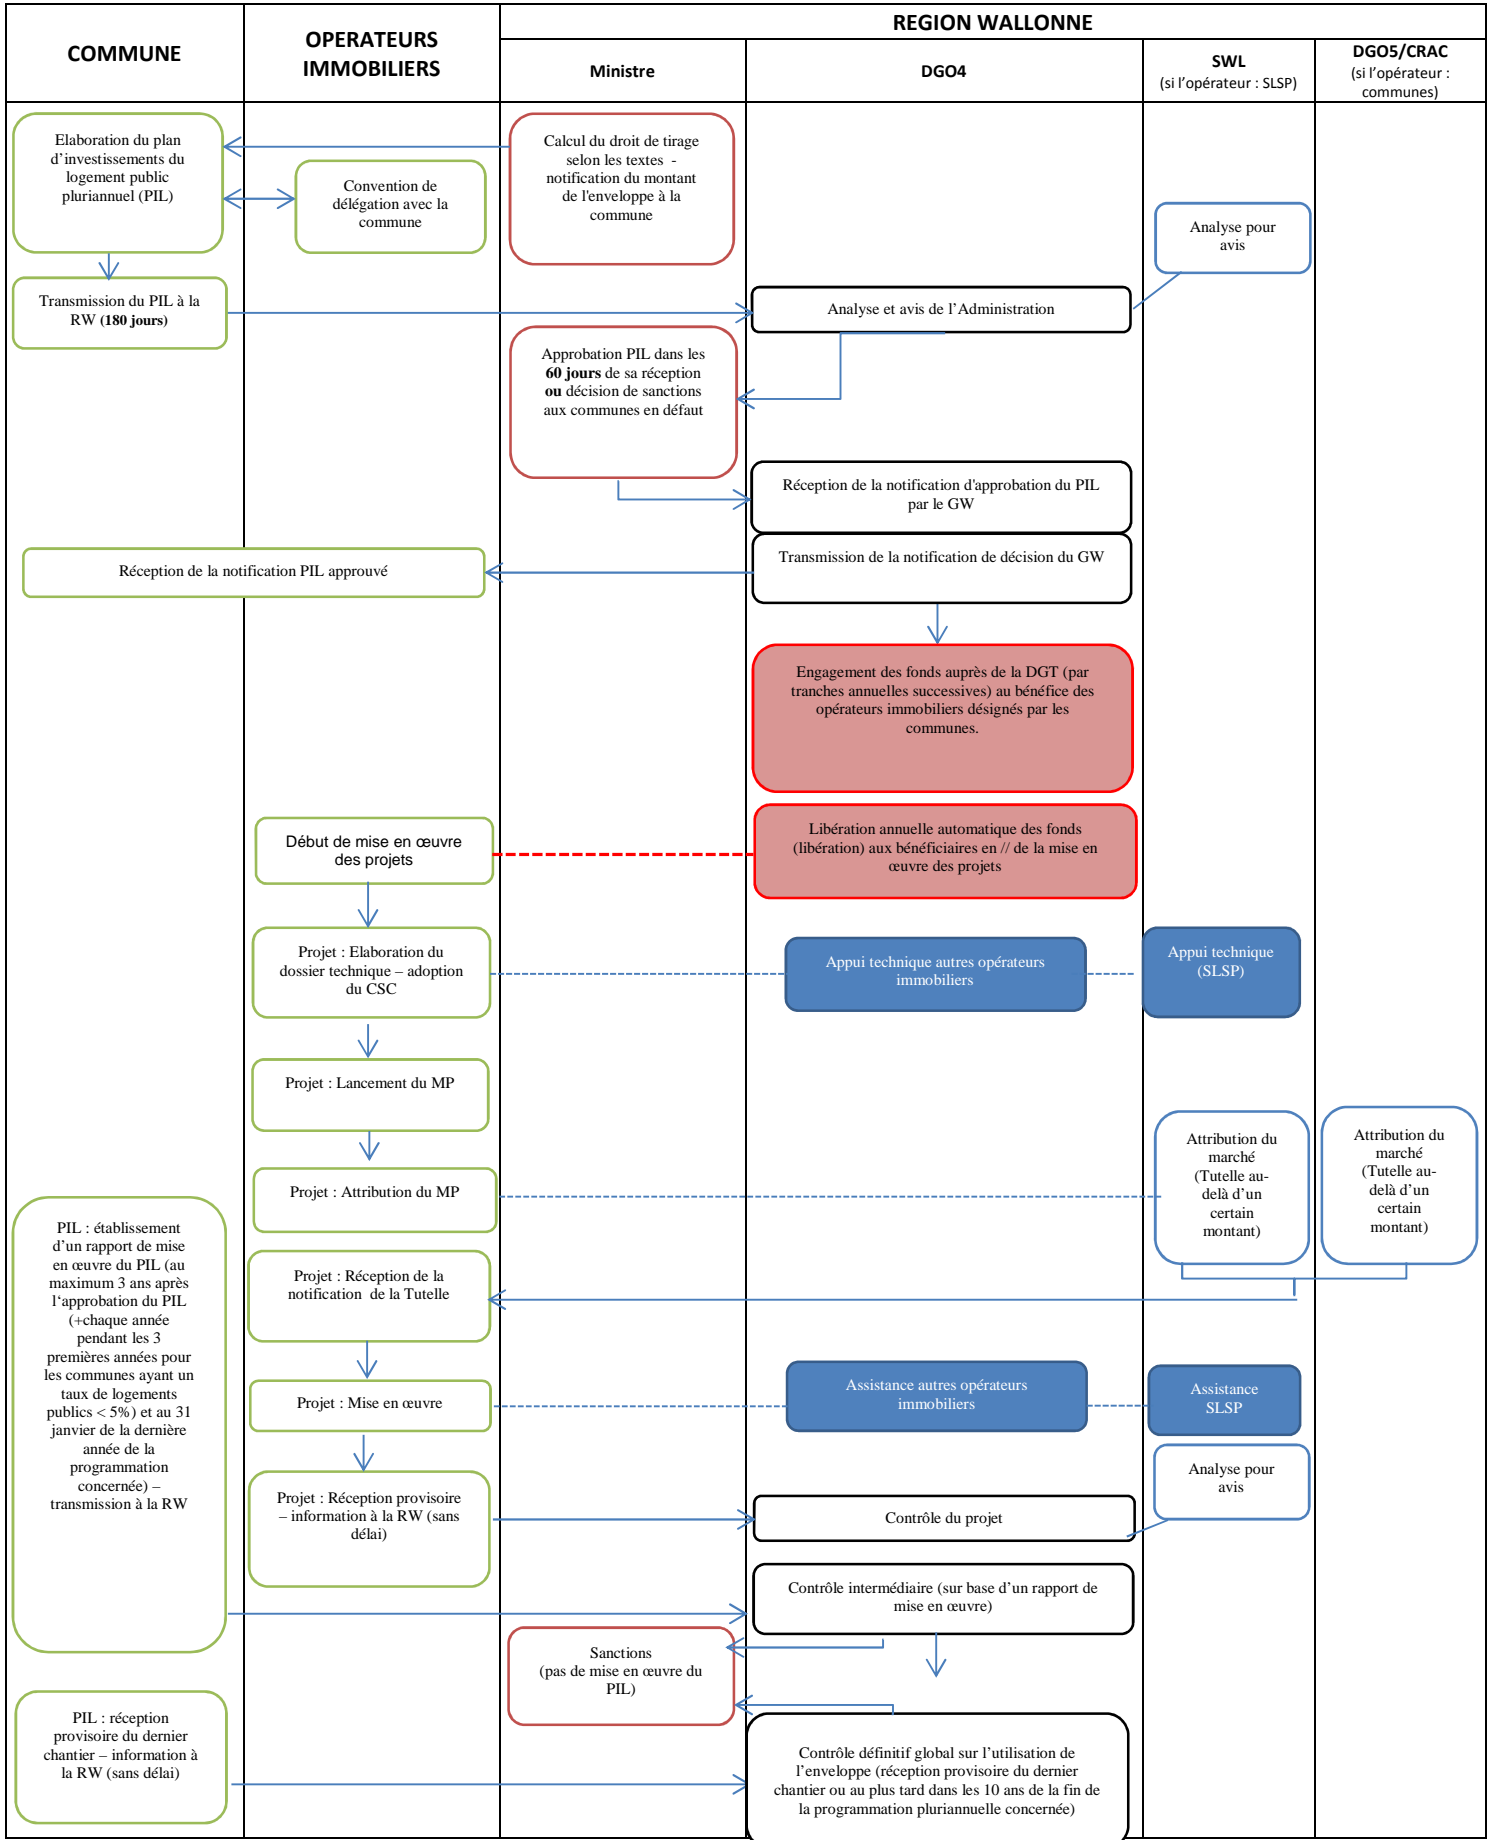 COMMUNE
OPERATEURS
IMMOBILIERS
REGION WALLONNE
Ministre
DGO4
SWL
(si l'opérateur : SLSP)
DGO5/CRAC
(si l'opérateur :
communes)
Elaboration du plan
d'investissements du
logement public
pluriannuel (PIL)
Convention de
délégation avec la
commune
Calcul du droit de tirage
selon les textes -
notification du montant
de l'enveloppe à la
commune
Analyse pour
avis
Transmission du PIL à la
RW (180 jours)
Analyse et avis de l'Administration
Approbation PIL dans les
60 jours de sa réception
ou décision de sanctions
aux communes en défaut
Réception de la notification d'approbation du PIL
par le GW
Transmission de la notification de décision du GW
Réception de la notification PIL approuvé
Engagement des fonds auprès de la DGT (par
tranches annuelles successives) au bénéfice des
opérateurs immobiliers désignés par les
communes.
Début de mise en œuvre
des projets
Libération annuelle automatique des fonds
(libération) aux bénéficiaires en // de la mise en
œuvre des projets
Projet : Elaboration du
dossier technique – adoption
du CSC
Appui technique autres opérateurs
immobiliers
Appui technique
(SLSP)
Projet : Lancement du MP
Projet : Attribution du MP
Attribution du
marché
(Tutelle au-
delà d'un
certain
montant)
Attribution du
marché
(Tutelle au-
delà d'un
certain
montant)
PIL : établissement
d'un rapport de mise
en œuvre du PIL (au
maximum 3 ans après
l'approbation du PIL
(+chaque année
pendant les 3
premières années pour
les communes ayant un
taux de logements
publics < 5%) et au 31
janvier de la dernière
année de la
programmation
concernée) –
transmission à la RW
Projet : Réception de la
notification de la Tutelle
Projet : Mise en œuvre
Assistance autres opérateurs
immobiliers
Assistance
SLSP
Analyse pour
avis
Projet : Réception provisoire
– information à la RW (sans
délai)
Contrôle du projet
Contrôle intermédiaire (sur base d'un rapport de
mise en œuvre)
Sanctions
(pas de mise en œuvre du
PIL)
PIL : réception
provisoire du dernier
chantier – information à
la RW (sans délai)
Contrôle définitif global sur l'utilisation de
l'enveloppe (réception provisoire du dernier
chantier ou au plus tard dans les 10 ans de la fin de
la programmation pluriannuelle concernée)